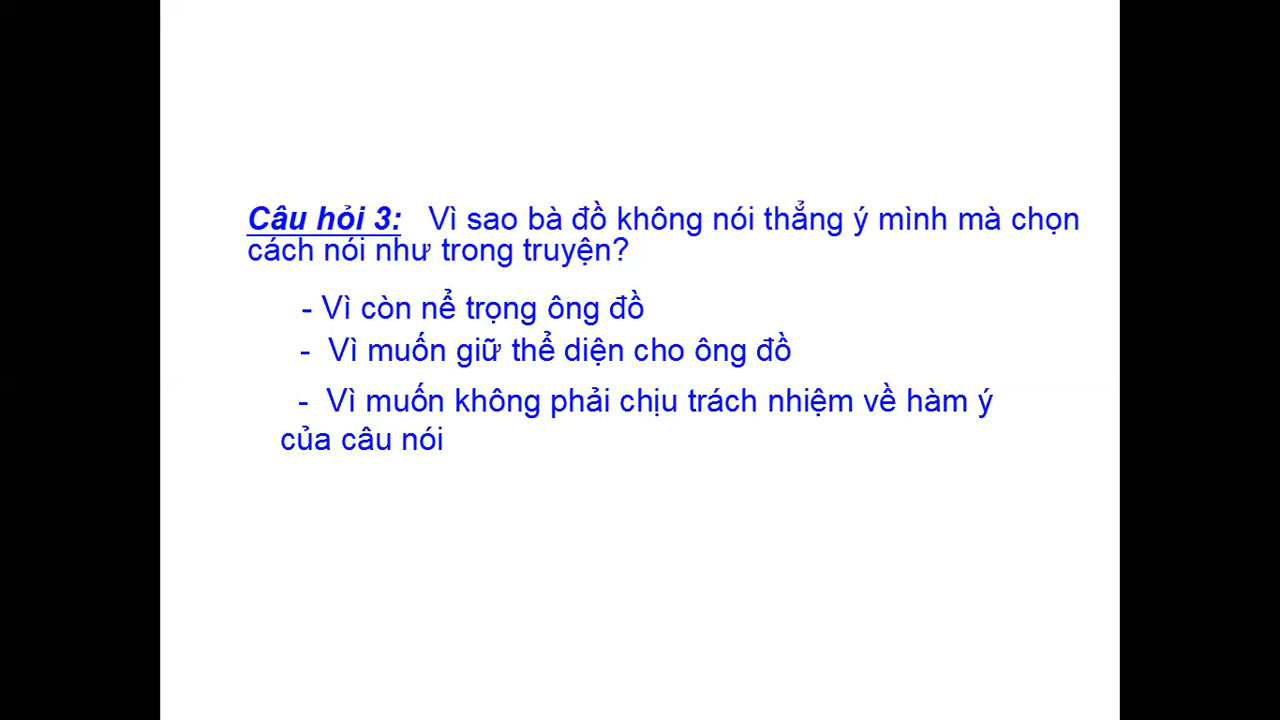 Câu hỏi 3: Vì sao bà đồ không nói thẳng ý mình mà chọn
cách nói như trong truyện?
- Vì còn nể trọng ông đồ
- Vì muốn giữ thể diện cho ông đồ
- Vì muốn không phải chịu trách nhiệm về hàm ý
của câu nói